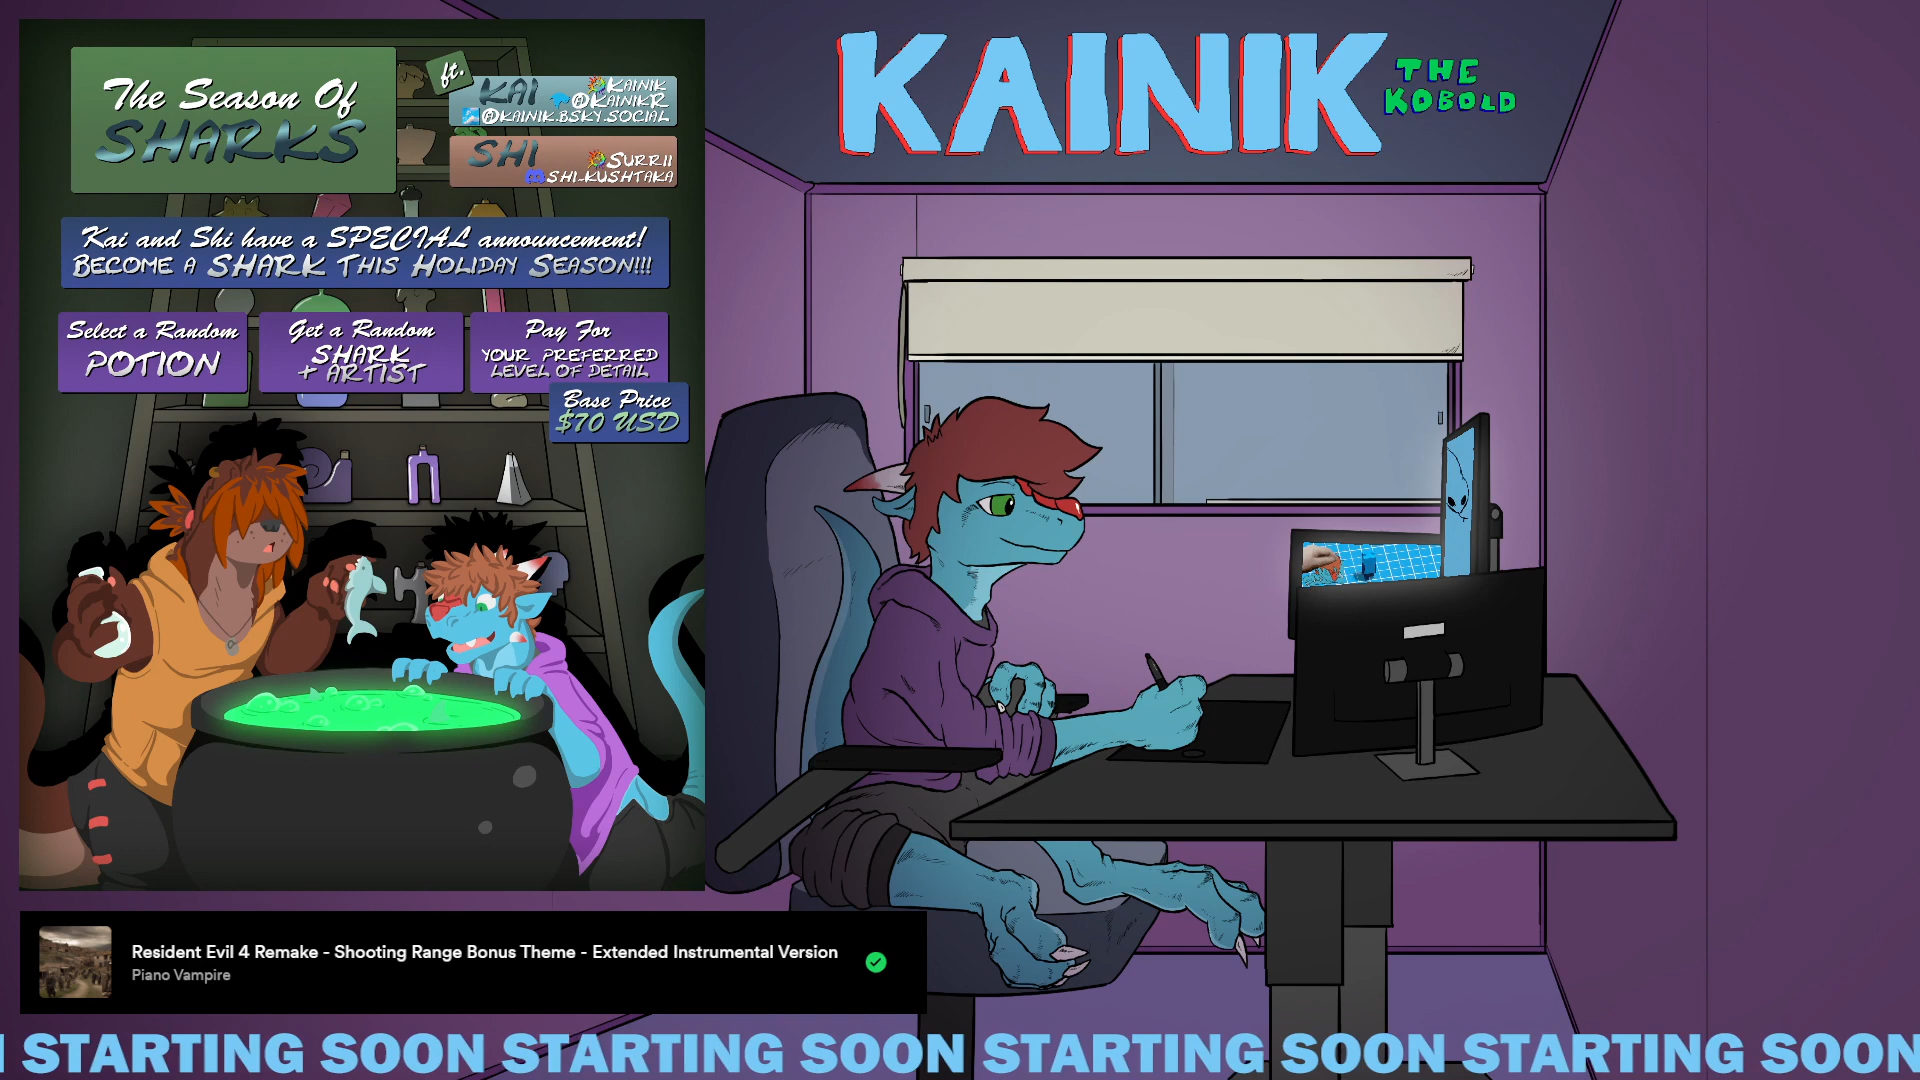 The Season Of
SHARKS
ft.
KAI
KAINIK
@KAINIKR
@KAINIK.BSKY.SOCIAL
SHI
SURRII
SHI_KUSHTAKA
Kai and Shi have a SPECIAL announcement!
BECOME A SHARK THIS HOLIDAY SEASON!!!
Select a Random
POTION
Get a Random
SHARK
+ ARTIST
Pay For
YOUR PREFERRED
LEVEL OF DETAIL
Base Price
$70 USD
KAINIK
THE
KOBOLD
Resident Evil 4 Remake - Shooting Range Bonus Theme - Extended Instrumental Version
Piano Vampire
STARTING SOON STARTING SOON STARTING SOON STARTING SOON